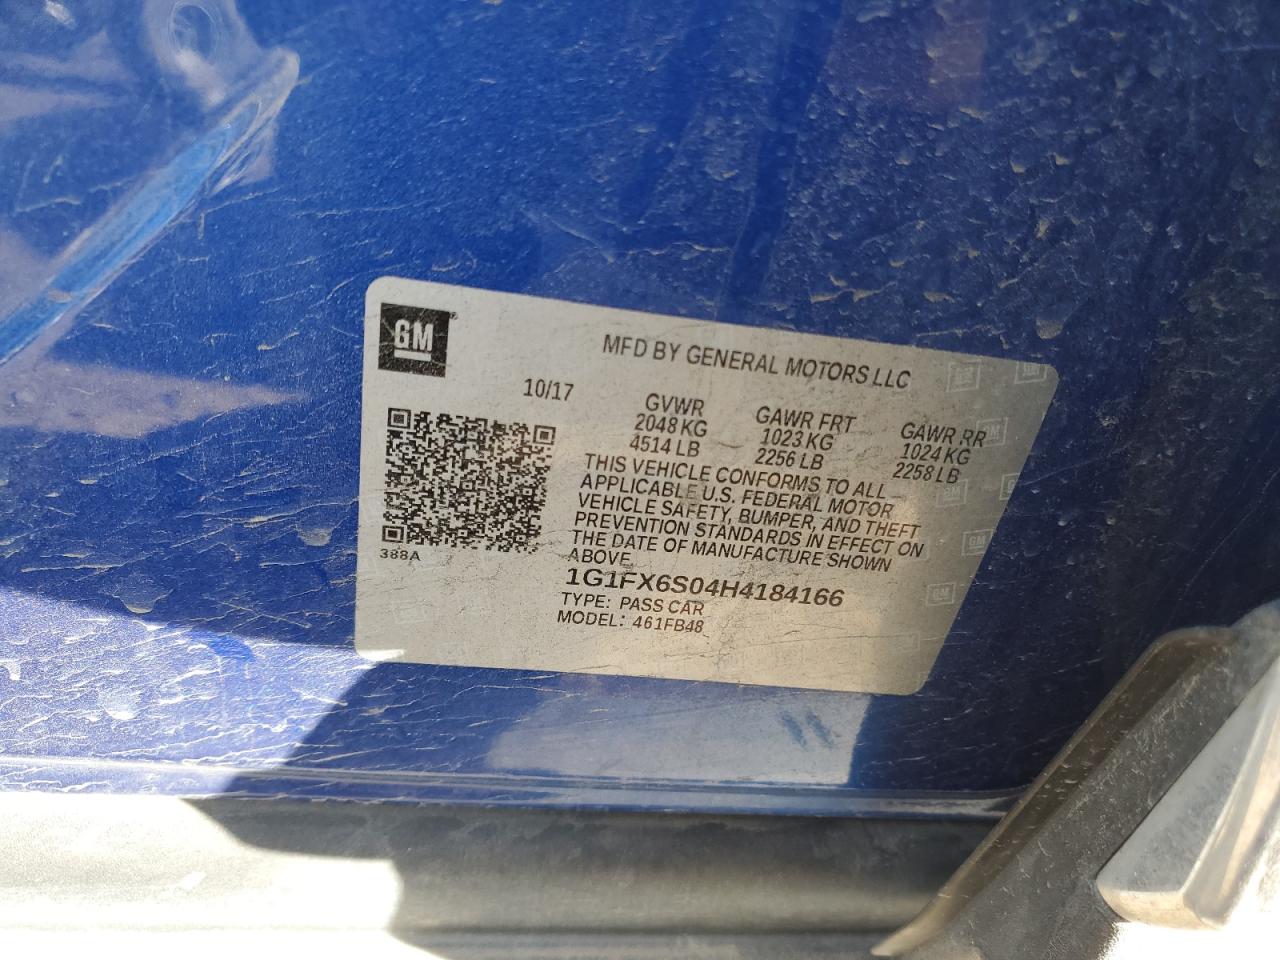 GM
MFD BY GENERAL MOTORS LLC
10/17
GVWR GAWR FRT GAWR RR
2048 KG 1023 KG 1024 KG
4514 LB 2256 LB 2258 LB
THIS VEHICLE CONFORMS TO ALL
APPLICABLE U.S. FEDERAL MOTOR
VEHICLE SAFETY, BUMPER, AND THEFT
PREVENTION STANDARDS IN EFFECT ON
THE DATE OF MANUFACTURE SHOWN
ABOVE
388A
1G1FX6S04H4184166
TYPE: PASS CAR
MODEL: 461FB48